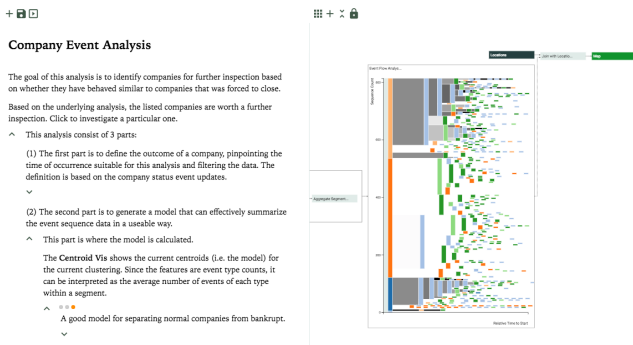 Company Event Analysis
The goal of this analysis is to identify companies for further inspection based
on whether they have behaved similar to companies that was forced to close.
Based on the underlying analysis, the listed companies are worth a further
inspection. Click to investigate a particular one.
This analysis consist of 3 parts:
(1) The first part is to define the outcome of a company, pinpointing the
time of occurrence suitable for this analysis and filtering the data. The
definition is based on the company status event updates.
(2) The second part is to generate a model that can effectively summarize
the event sequence data in a useable way.
This part is where the model is calculated.
The Centroid Vis shows the current centroids (i.e. the model) for
the current clustering. Since the features are event type counts, it
can be interpreted as the average number of events of each type
within a segment.
A good model for separating normal companies from bankrupt.
Locations
Join with Locatio...
Map
Event Flow Analys...
Sequence Count
Aggregate Segment...
Relative Time to Start